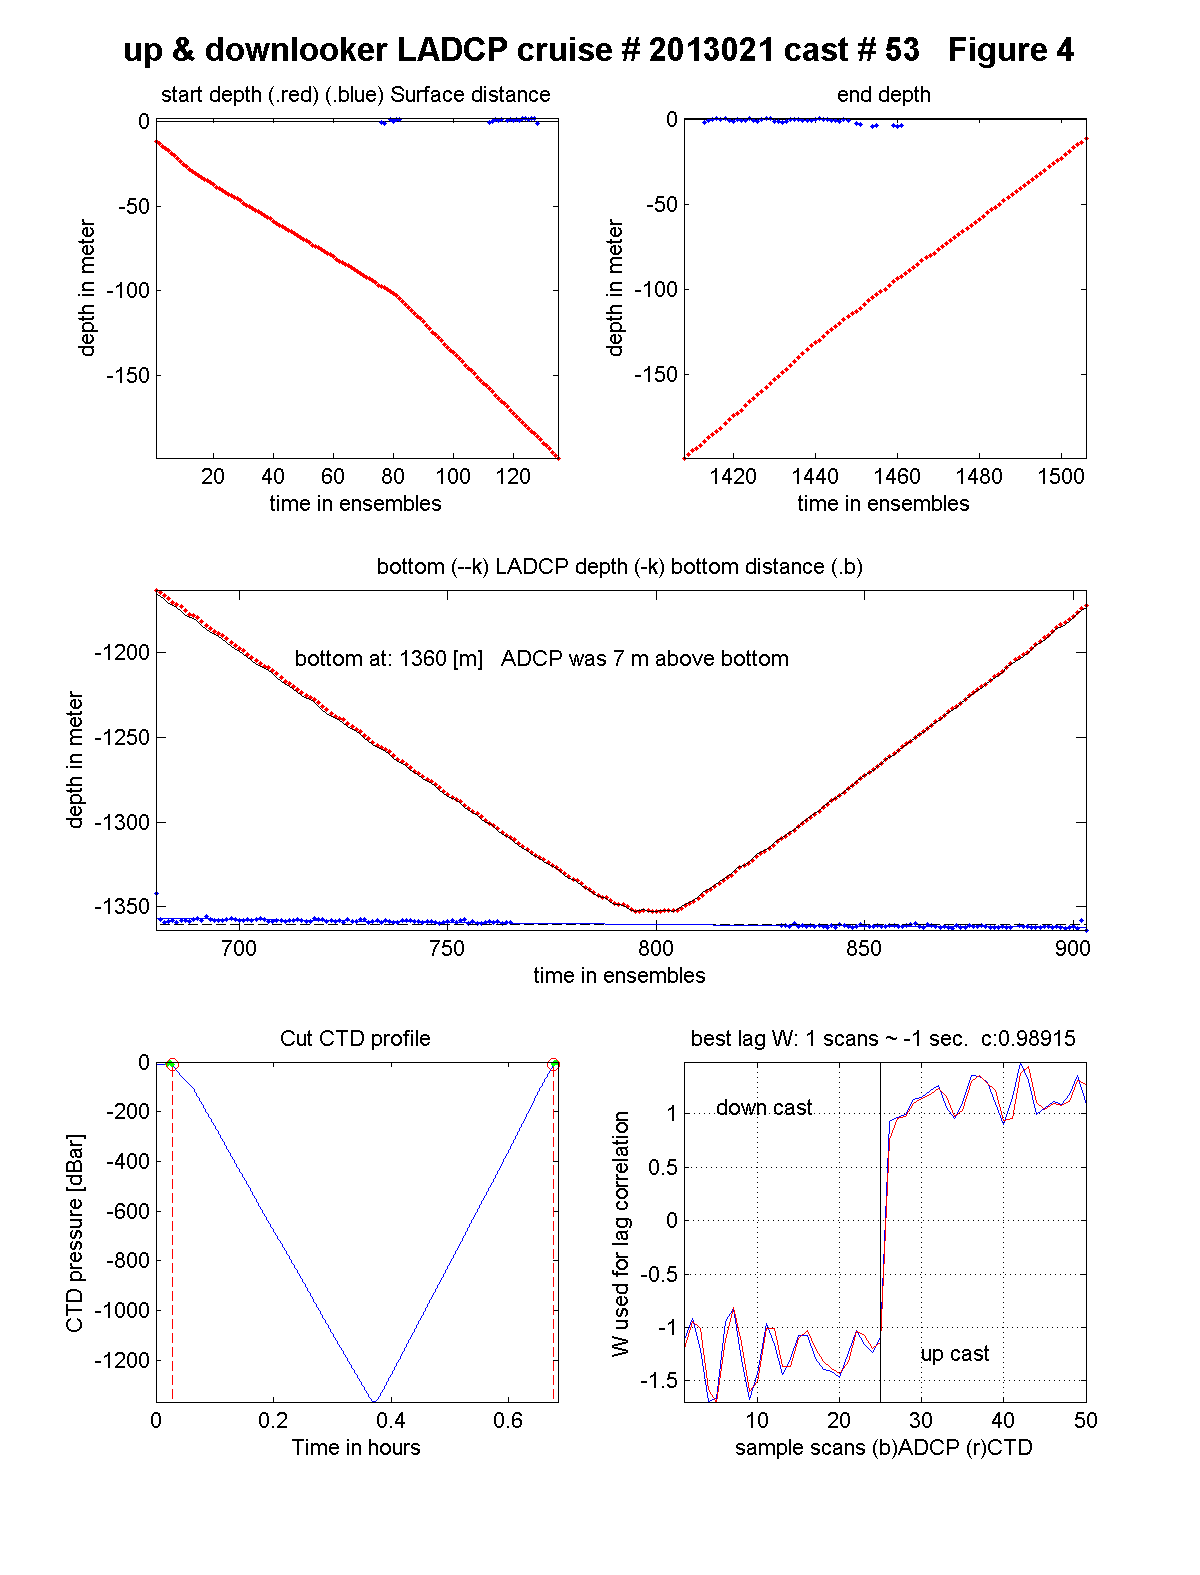 up & downlooker LADCP cruise # 2013021 cast # 53   Figure 4
start depth (.red) (.blue) Surface distance
0
-50
-100
-150
depth in meter
20 40 60 80 100 120
time in ensembles
end depth
0
-50
-100
-150
depth in meter
1420 1440 1460 1480 1500
time in ensembles
bottom (--k) LADCP depth (-k) bottom distance (.b)
bottom at: 1360 [m]   ADCP was 7 m above bottom
-1200
-1250
-1300
-1350
depth in meter
700 750 800 850 900
time in ensembles
Cut CTD profile
0
-200
-400
-600
-800
-1000
-1200
CTD pressure [dBar]
0 0.2 0.4 0.6
Time in hours
best lag W: 1 scans ~ -1 sec.  c:0.98915
down cast
1
0.5
0
-0.5
-1
-1.5
up cast
W used for lag correlation
10 20 30 40 50
sample scans (b)ADCP (r)CTD